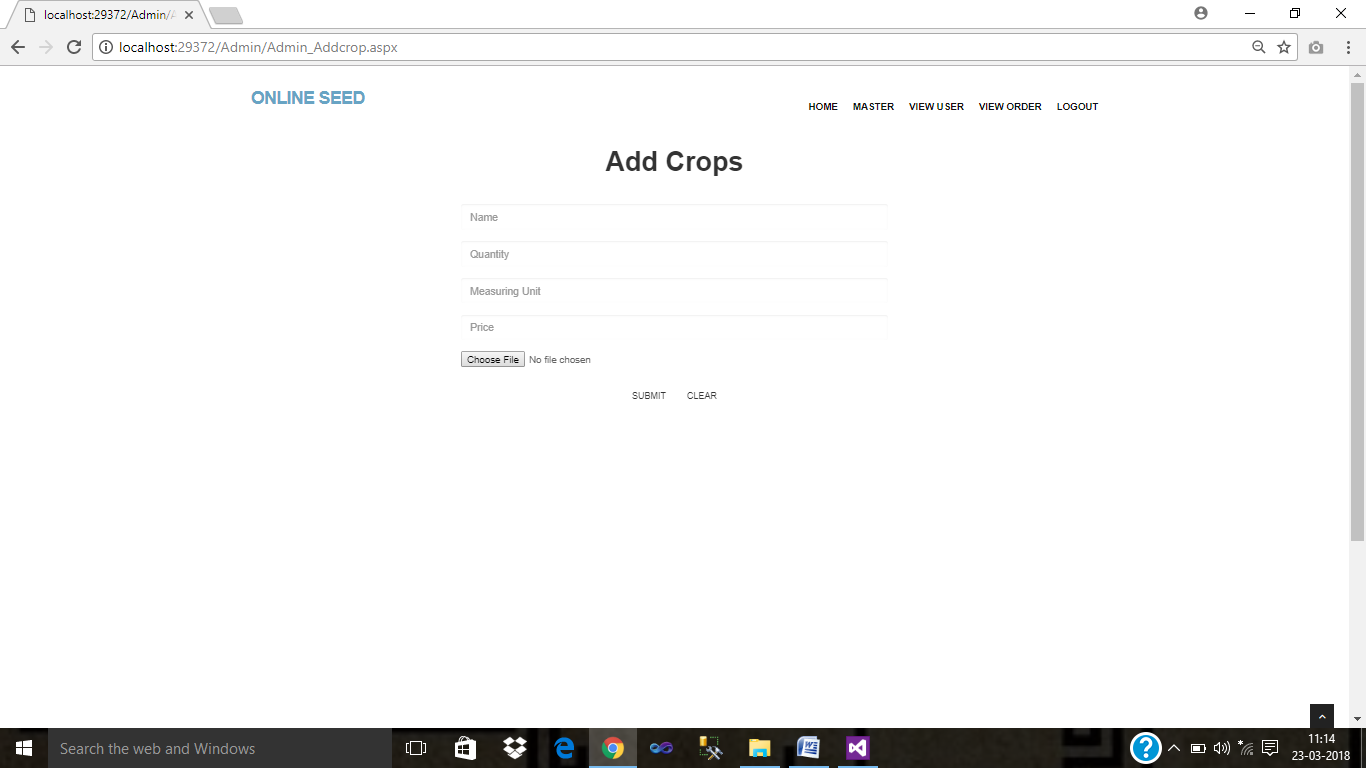 localhost:29372/Admin/A
localhost:29372/Admin/Admin_Addcrop.aspx
ONLINE SEED
HOME MASTER VIEW USER VIEW ORDER LOGOUT
Add Crops
Name
Quantity
Measuring Unit
Price
Choose File No file chosen
SUBMIT CLEAR
Search the web and Windows
11:14
23-03-2018